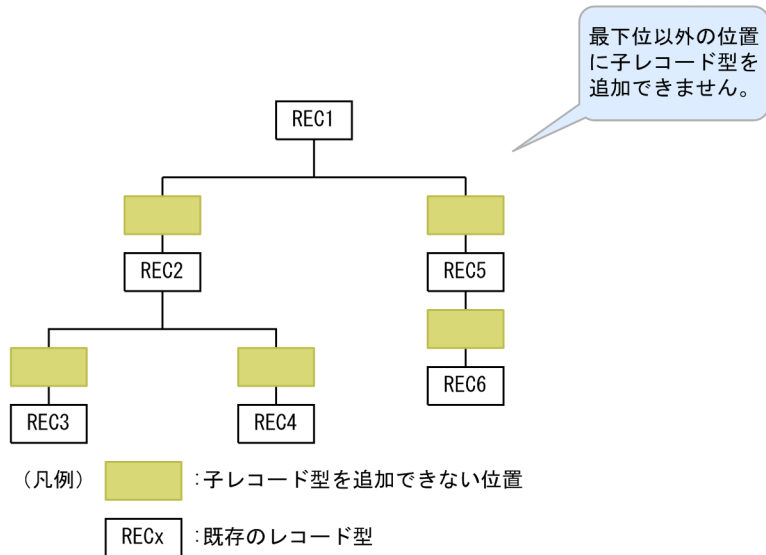 最下位以外の位置
に子レコード型を
追加できません。
REC1
REC2
REC5
REC3
REC4
REC6
（凡例）
:子レコード型を追加できない位置
RECx
:既存のレコード型